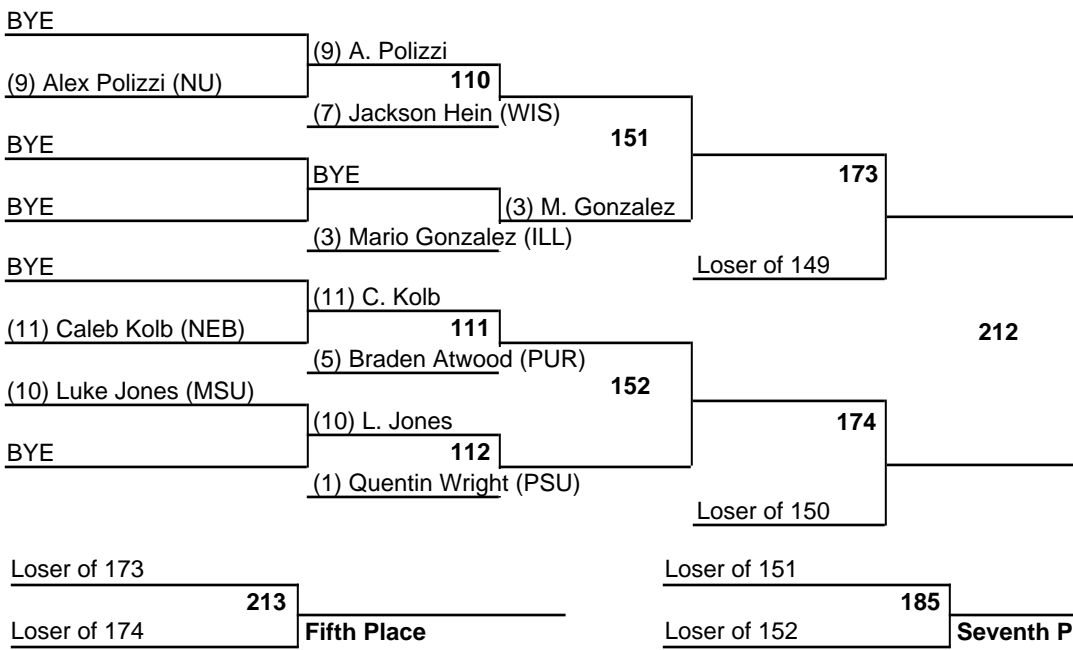 BYE
(9) A. Polizzi
(9) Alex Polizzi (NU)
110
(7) Jackson Hein (WIS)
151
BYE
173
BYE
BYE
(3) M. Gonzalez
(3) Mario Gonzalez (ILL)
BYE
Loser of 149
(11) C. Kolb
(11) Caleb Kolb (NEB)
111
212
(5) Braden Atwood (PUR)
152
(10) Luke Jones (MSU)
(10) L. Jones
174
BYE
112
(1) Quentin Wright (PSU)
Loser of 150
Loser of 173
213
Loser of 174
Fifth Place
Loser of 151
185
Loser of 152
Seventh P